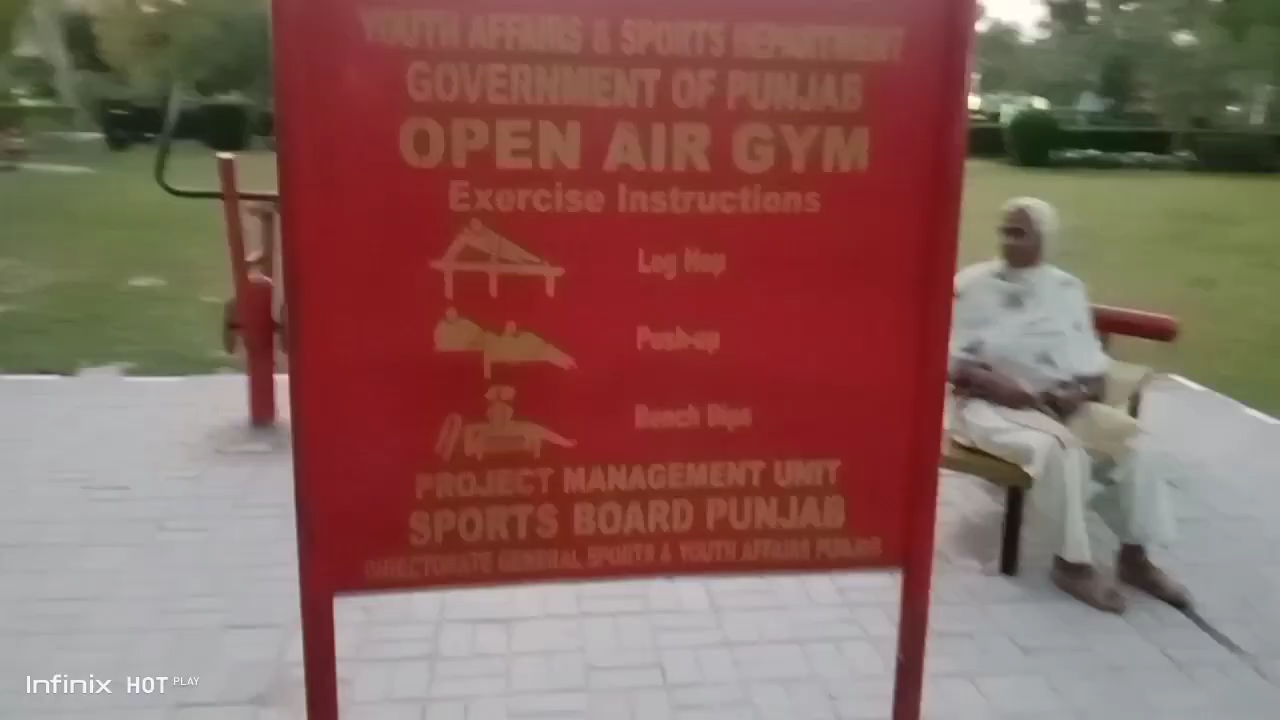 YOUTH AFFAIRS & SPORTS DEPARTMENT
GOVERNMENT OF PUNJAB
OPEN AIR GYM
Exercise Instructions
Leg Hop
Push-up
Bench Dips
PROJECT MANAGEMENT UNIT
SPORTS BOARD PUNJAB
DIRECTORATE GENERAL SPORTS & YOUTH AFFAIRS PUNJAB
Infinix HOT PLAY